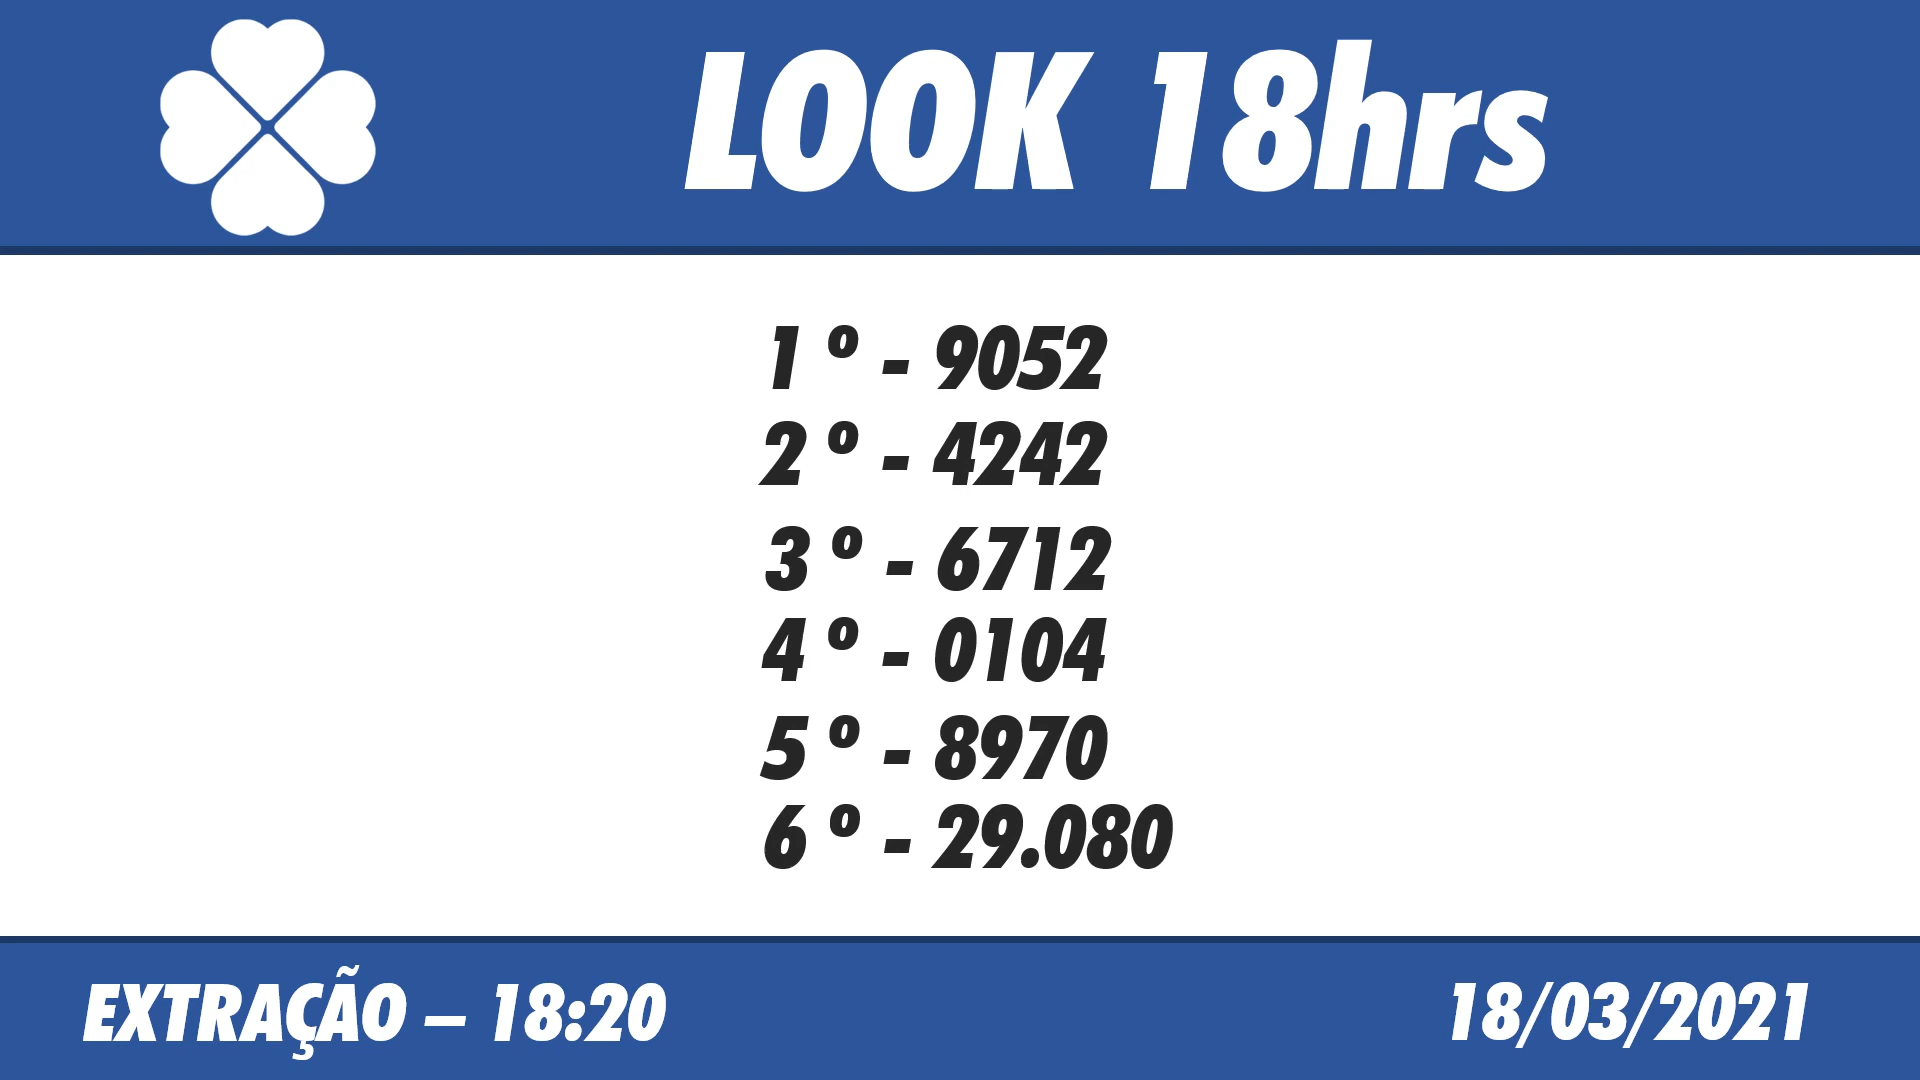 LOOK 18hrs
1 º - 9052
2 º - 4242
3 º - 6712
4 º - 0104
5 º - 8970
6 º - 29.080
EXTRAÇÃO – 18:20
18/03/2021